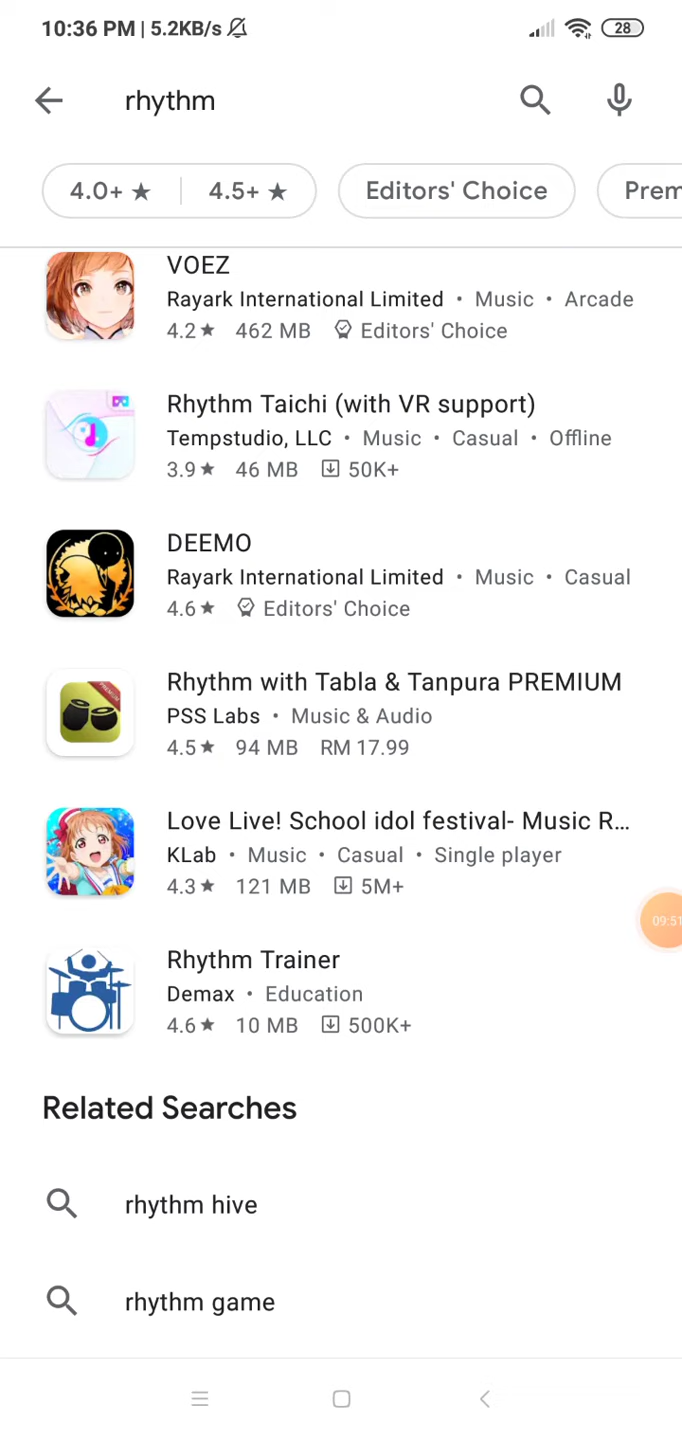 10:36 PM | 5.2KB/s 28
rhythm
4.0+ ★ 4.5+ ★ Editors' Choice Prem
VOEZ
Rayark International Limited • Music • Arcade
4.2★ 462 MB Editors' Choice
Rhythm Taichi (with VR support)
Tempstudio, LLC • Music • Casual • Offline
3.9★ 46 MB 50K+
DEEMO
Rayark International Limited • Music • Casual
4.6★ Editors' Choice
Rhythm with Tabla & Tanpura PREMIUM
PSS Labs • Music & Audio
4.5★ 94 MB RM 17.99
Love Live! School idol festival- Music R...
KLab • Music • Casual • Single player
4.3★ 121 MB 5M+
09:51
Rhythm Trainer
Demax • Education
4.6★ 10 MB 500K+
Related Searches
rhythm hive
rhythm game